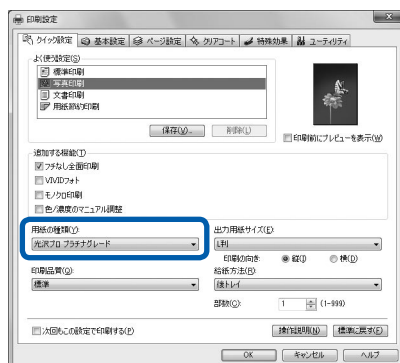 印刷設定
クイック設定 基本設定 ページ設定 クリアコート 特殊効果 ユーティリティ
よく使う設定(S)
標準印刷
写真印刷
文書印刷
用紙節約印刷
保存(V)... 削除(L)
印刷前にプレビューを表示(W)
追加する機能(T)
フチなし全面印刷
VIVIDフォト
モノクロ印刷
色/濃度のマニュアル調整
用紙の種類(Y):
光沢プロ プラチナグレード
出力用紙サイズ(E):
L判
印刷の向き: 縦(I) 横(D)
印刷品質(Q):
標準
給紙方法(R):
後トレイ
部数(C): 1 (1-999)
次回もこの設定で印刷する(P)
操作説明(N) 標準に戻す(F)
OK キャンセル ヘルプ